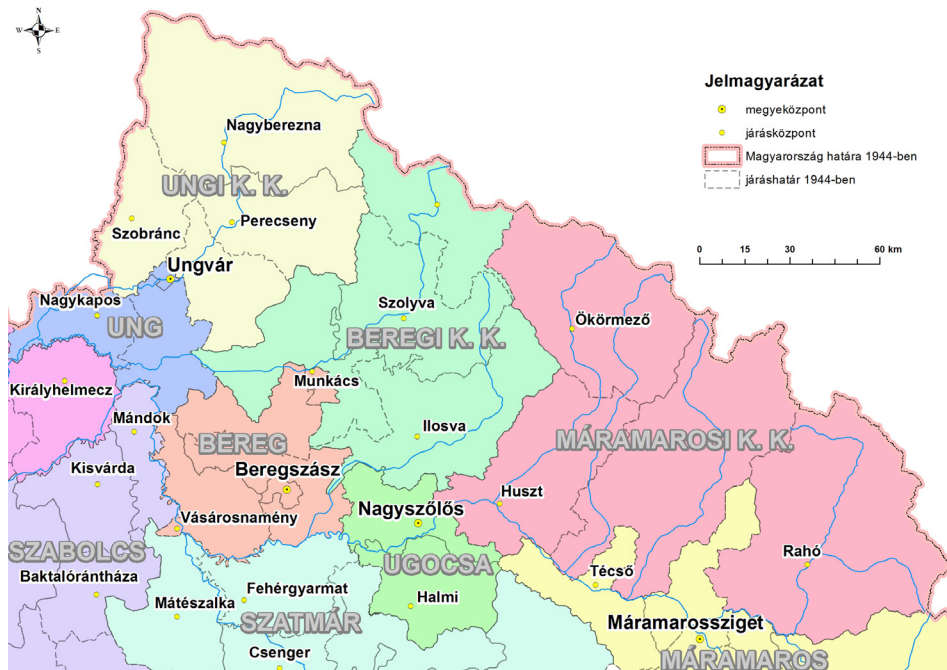 N
W E
S
Jelmagyarázat
megyeközpont
járásközpont
Magyarország határa 1944-ben
járáshatár 1944-ben
0 15 30 60 km
Nagyberezna
UNGI K. K.
Szobránc
Perecseny
Ungvár
Nagykapos
UNG
Szolyva
BEREGI K. K.
Ökörmező
Királyhelmecz
Munkács
Mándok
Ilosva
BEREG
MÁRAMAROSI K. K.
Kisvárda
Beregszász
Huszt
Nagyszőlős
Vásárosnamény
SZABOLCS
UGOCSA
Rahó
Baktalórántháza
Técső
Fehérgyarmat
Mátészalka
Halmi
SZATMÁR
Máramarossziget
Csenger
MÁRAMAROS